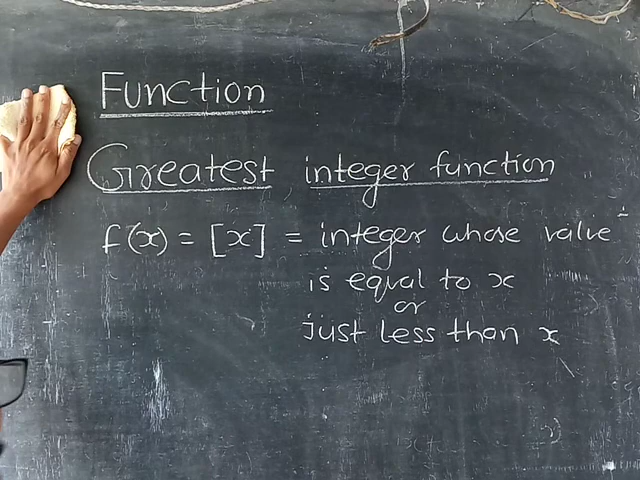 Function
Greatest integer function
f(x) = [x] = integer whose value
is equal to x
or
just less than x